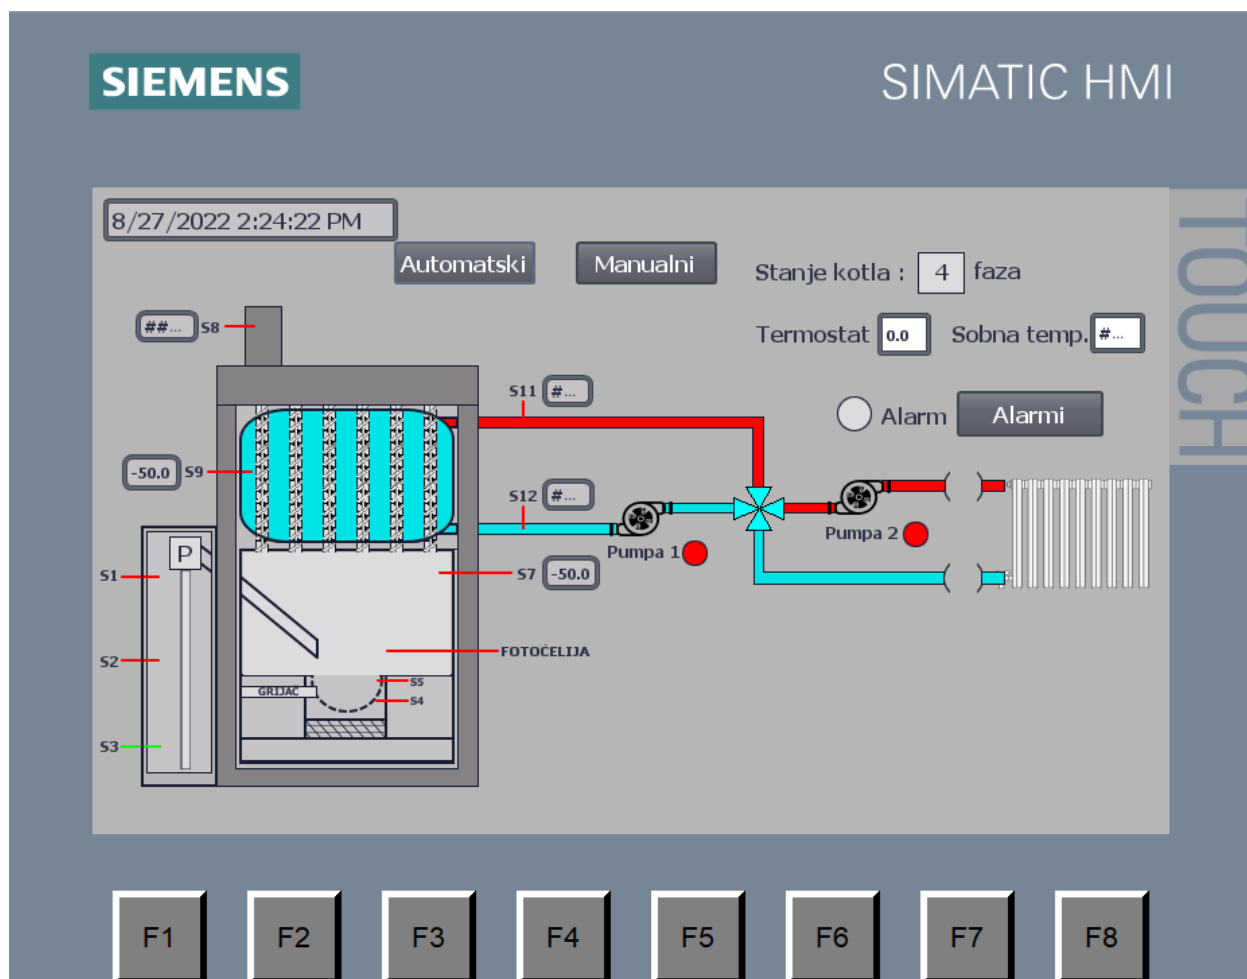 SIEMENS
SIMATIC HMI
TOUCH
8/27/2022 2:24:22 PM
Automatski
Manualni
Stanje kotla : 4 faza
##... S8
Termostat 0.0 Sobna temp. #...
S11 #...
Alarm Alarmi
-50.0 S9
S12 #...
Pumpa 1
Pumpa 2
P
S1
S7 -50.0
S2
FOTOĆELIJA
GRIJAČ
S5
S4
S3
F1 F2 F3 F4 F5 F6 F7 F8